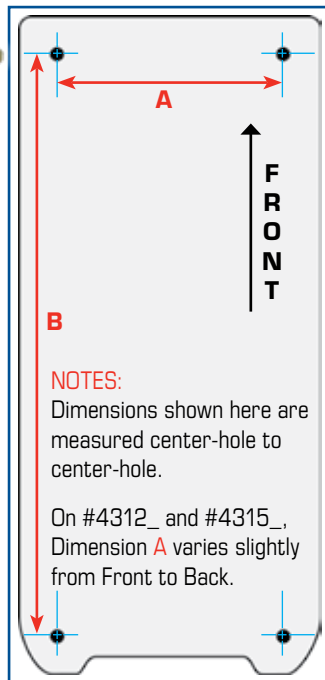 A
FRONT
B
NOTES:
Dimensions shown here are
measured center-hole to
center-hole.
On #4312_ and #4315_,
Dimension A varies slightly
from Front to Back.